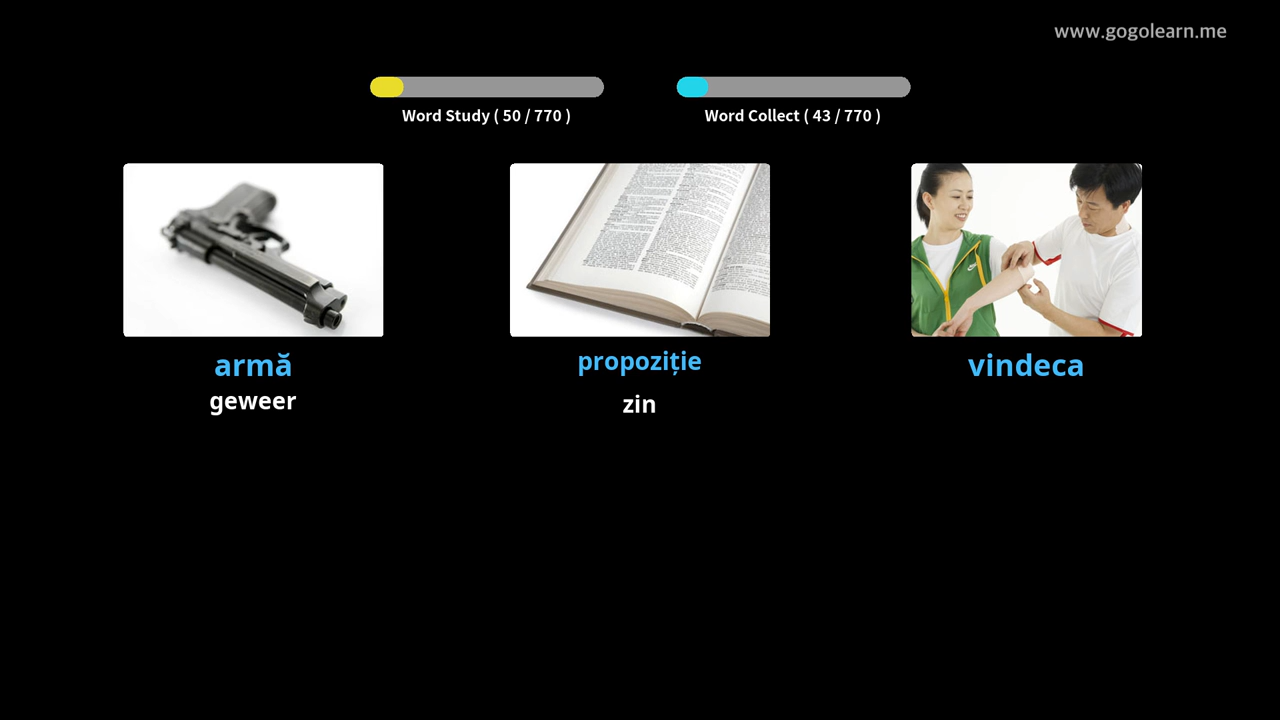 www.gogolearn.me
Word Study ( 50 / 770 )
Word Collect ( 43 / 770 )
armă
geweer
propoziție
zin
vindeca